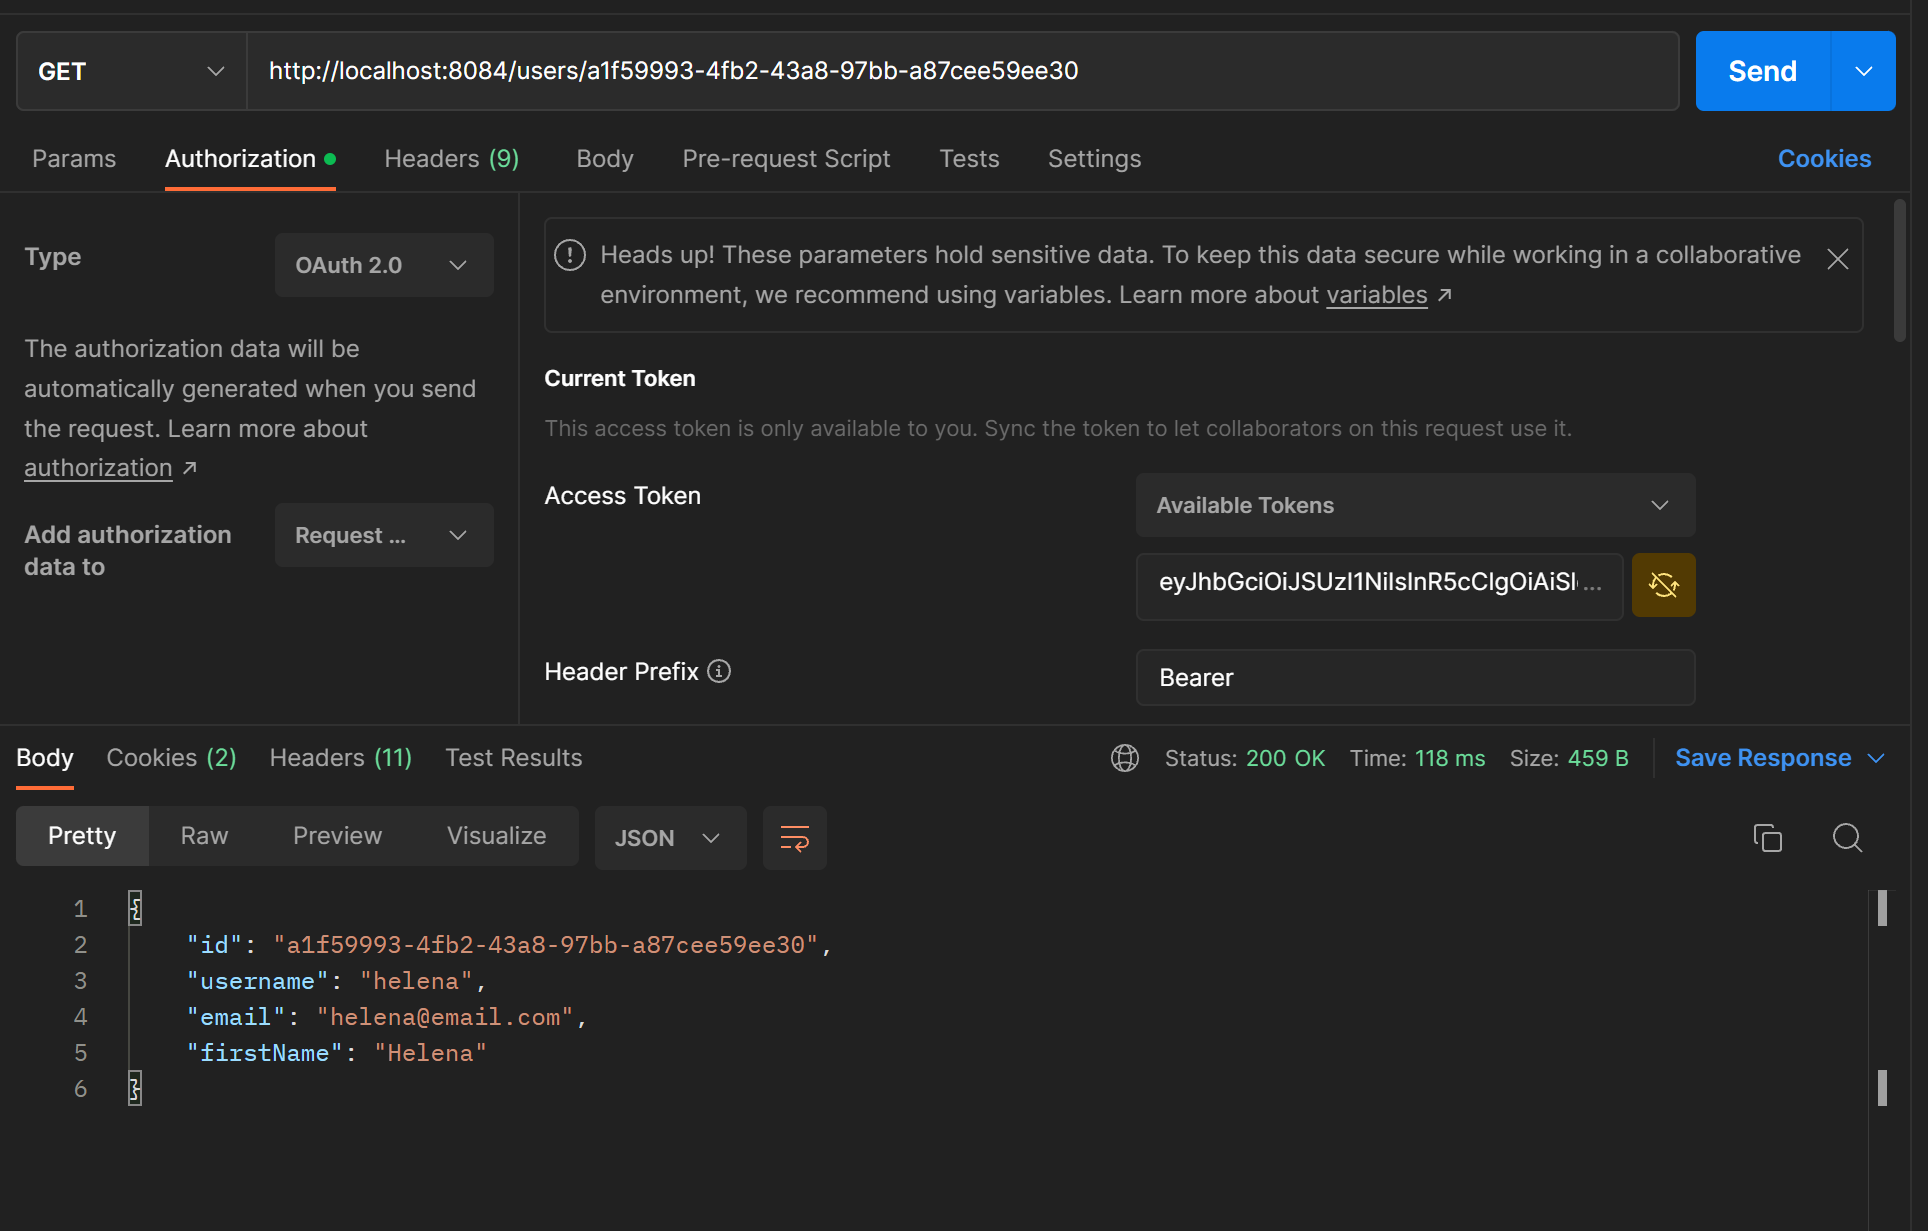 GET
http://localhost:8084/users/a1f59993-4fb2-43a8-97bb-a87cee59ee30
Send
Params
Authorization
Headers (9)
Body
Pre-request Script
Tests
Settings
Cookies
Type
OAuth 2.0
The authorization data will be
automatically generated when you send
the request. Learn more about
authorization ↗
Add authorization
data to
Request ...
Heads up! These parameters hold sensitive data. To keep this data secure while working in a collaborative
environment, we recommend using variables. Learn more about variables ↗
Current Token
This access token is only available to you. Sync the token to let collaborators on this request use it.
Access Token
Available Tokens
eyJhbGciOiJSUzI1NiIsInR5cCIgOiAiSl...
Header Prefix
Bearer
Body
Cookies (2)
Headers (11)
Test Results
Status: 200 OK
Time: 118 ms
Size: 459 B
Save Response
Pretty
Raw
Preview
Visualize
JSON
1 {
2 "id": "a1f59993-4fb2-43a8-97bb-a87cee59ee30",
3 "username": "helena",
4 "email": "helena@email.com",
5 "firstName": "Helena"
6 }